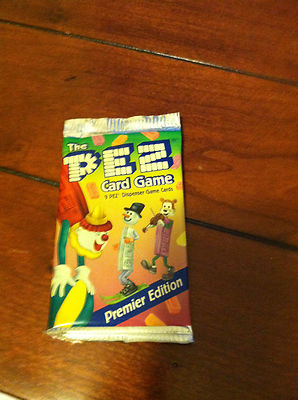 The
PEZ
Card Game
9 PEZ® Dispenser Game Cards
Premier Edition